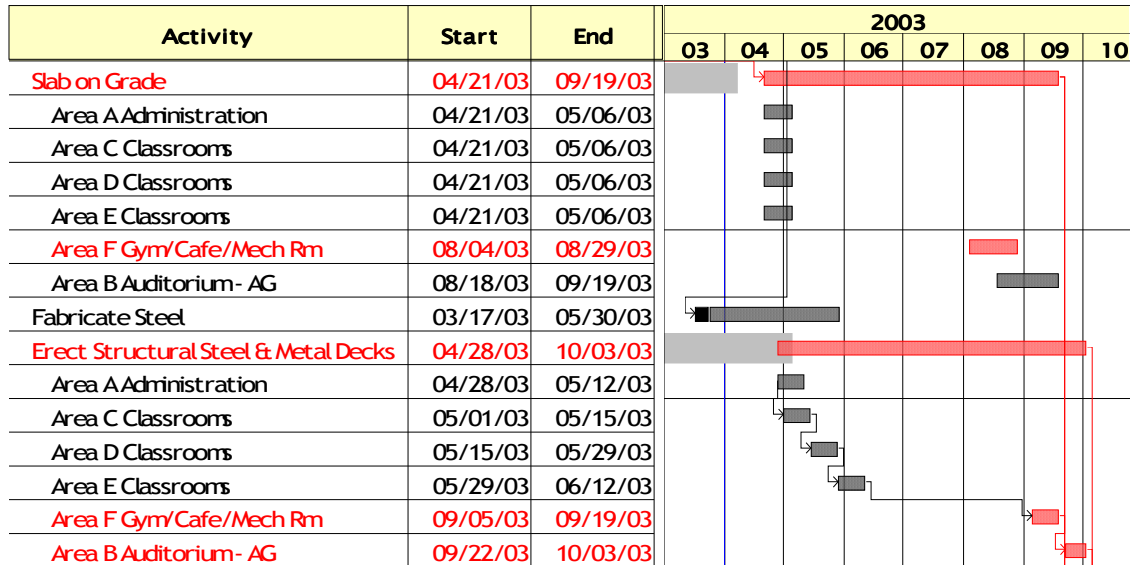 Activity Start End 2003
03 04 05 06 07 08 09 10
Slab on Grade 04/21/03 09/19/03
Area A Administration 04/21/03 05/06/03
Area C Classrooms 04/21/03 05/06/03
Area D Classrooms 04/21/03 05/06/03
Area E Classrooms 04/21/03 05/06/03
Area F Gym/Cafe/Mech Rm 08/04/03 08/29/03
Area B Auditorium - AG 08/18/03 09/19/03
Fabricate Steel 03/17/03 05/30/03
Erect Structural Steel & Metal Decks 04/28/03 10/03/03
Area A Administration 04/28/03 05/12/03
Area C Classrooms 05/01/03 05/15/03
Area D Classrooms 05/15/03 05/29/03
Area E Classrooms 05/29/03 06/12/03
Area F Gym/Cafe/Mech Rm 09/05/03 09/19/03
Area B Auditorium - AG 09/22/03 10/03/03